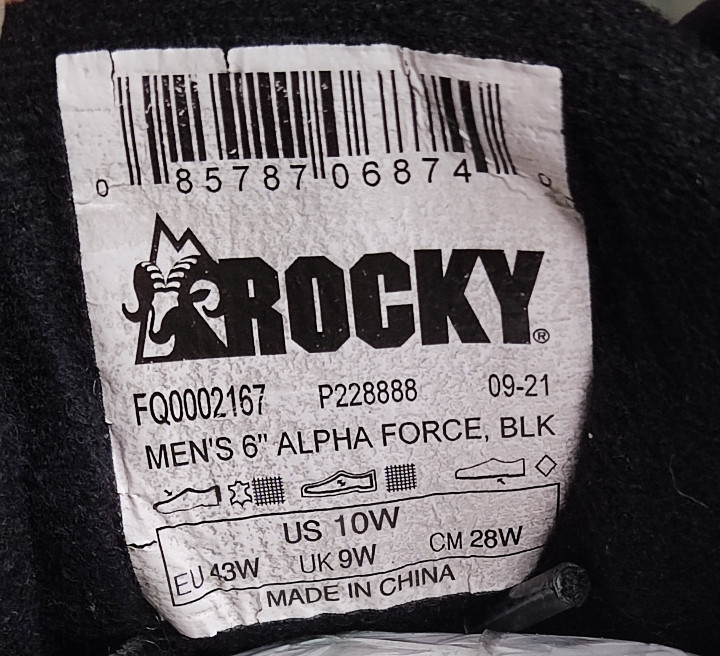 0 85787 06874 0
ROCKY®
FQ0002167 P228888 09-21
MEN'S 6" ALPHA FORCE, BLK
US 10W
EU 43W UK 9W CM 28W
MADE IN CHINA